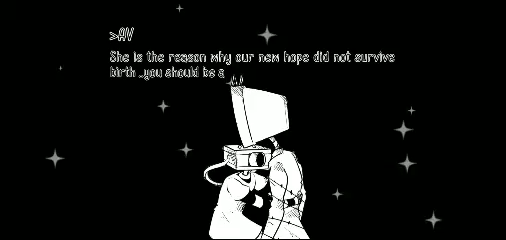 >AV
She is the reason why our new hope did not survive
birth ..you should be a